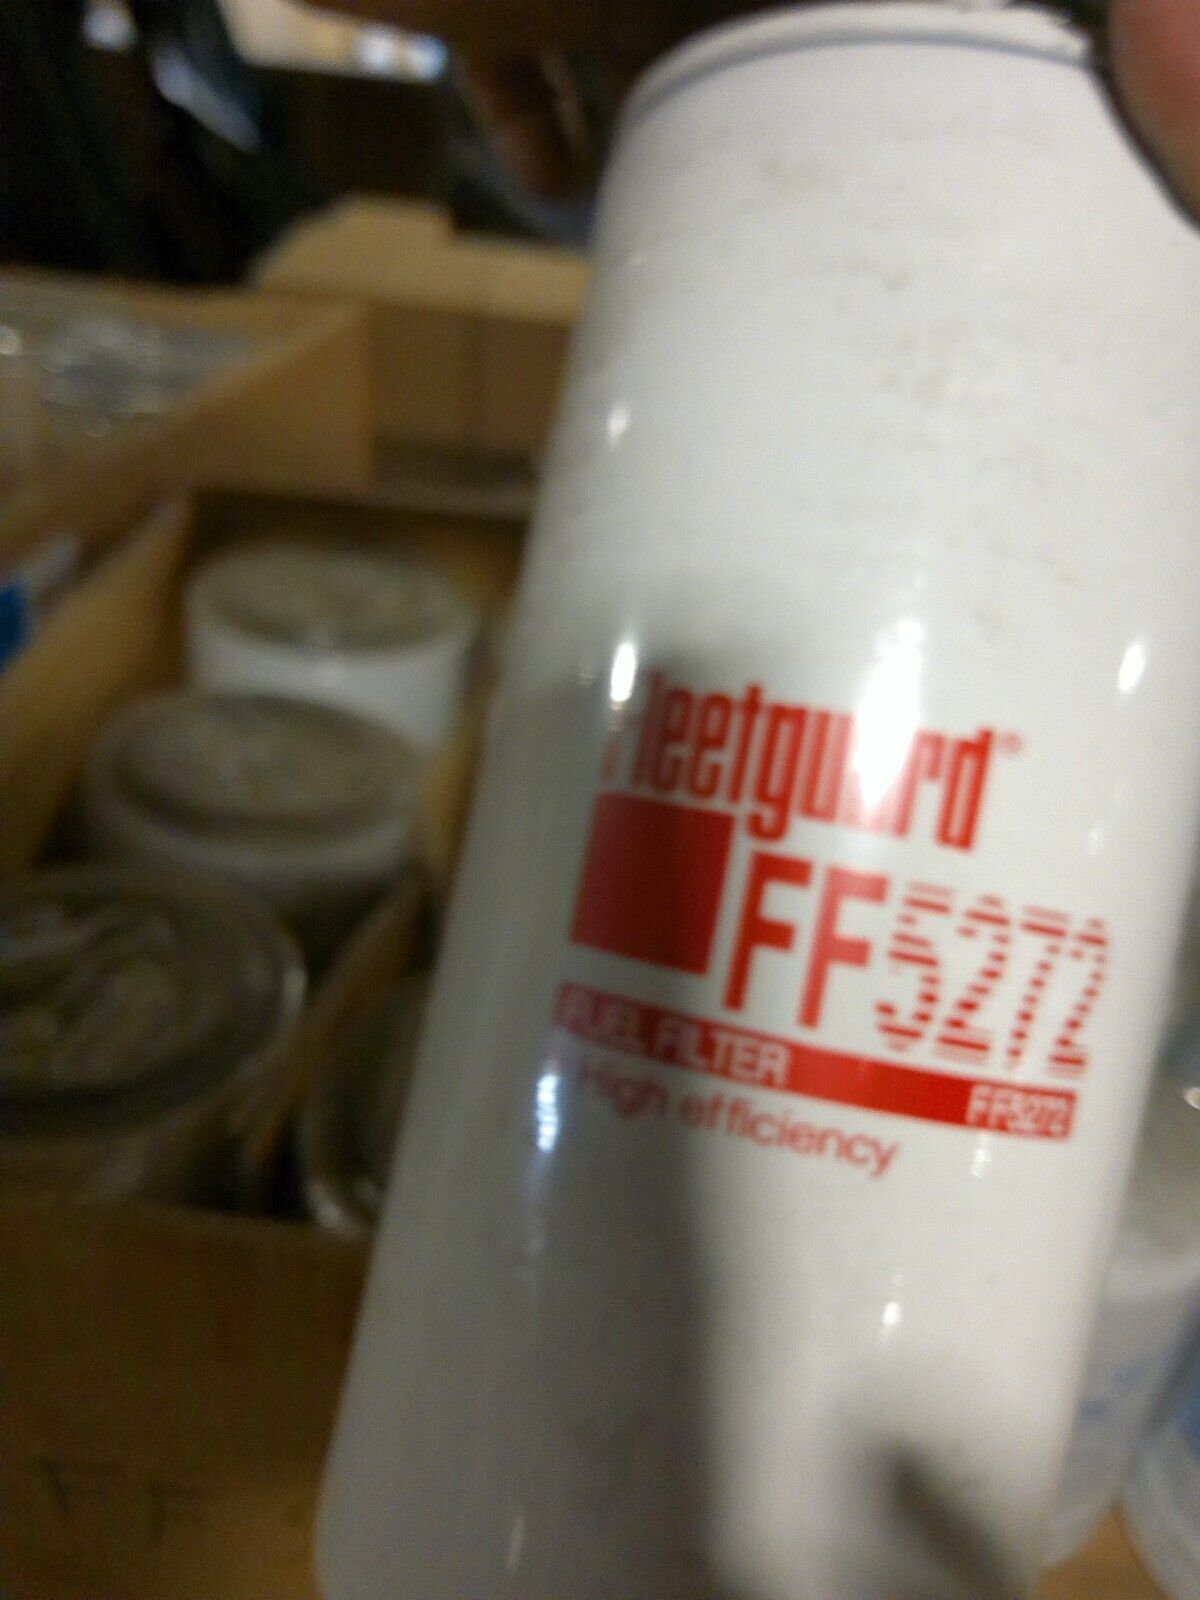 Fleetguard®
FF5272
FUEL FILTER FF5272
High efficiency